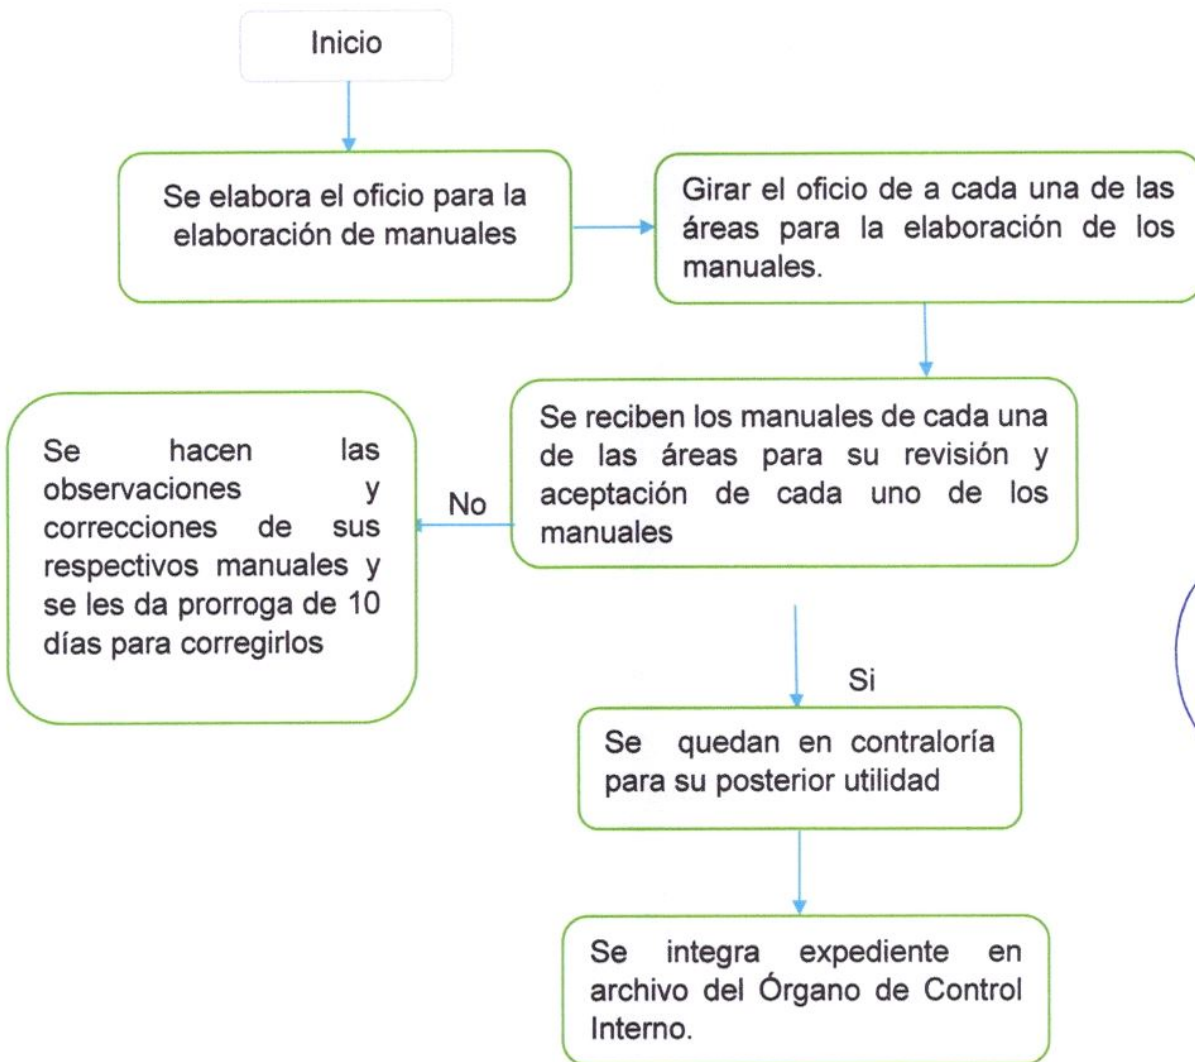 Inicio
Se elabora el oficio para la
elaboración de manuales
Girar el oficio de a cada una de las
áreas para la elaboración de los
manuales.
Se reciben los manuales de cada una
de las áreas para su revisión y
aceptación de cada uno de los
manuales
No
Se hacen las
observaciones y
correcciones de sus
respectivos manuales y
se les da prorroga de 10
días para corregirlos
Si
Se quedan en contraloría
para su posterior utilidad
Se integra expediente en
archivo del Órgano de Control
Interno.